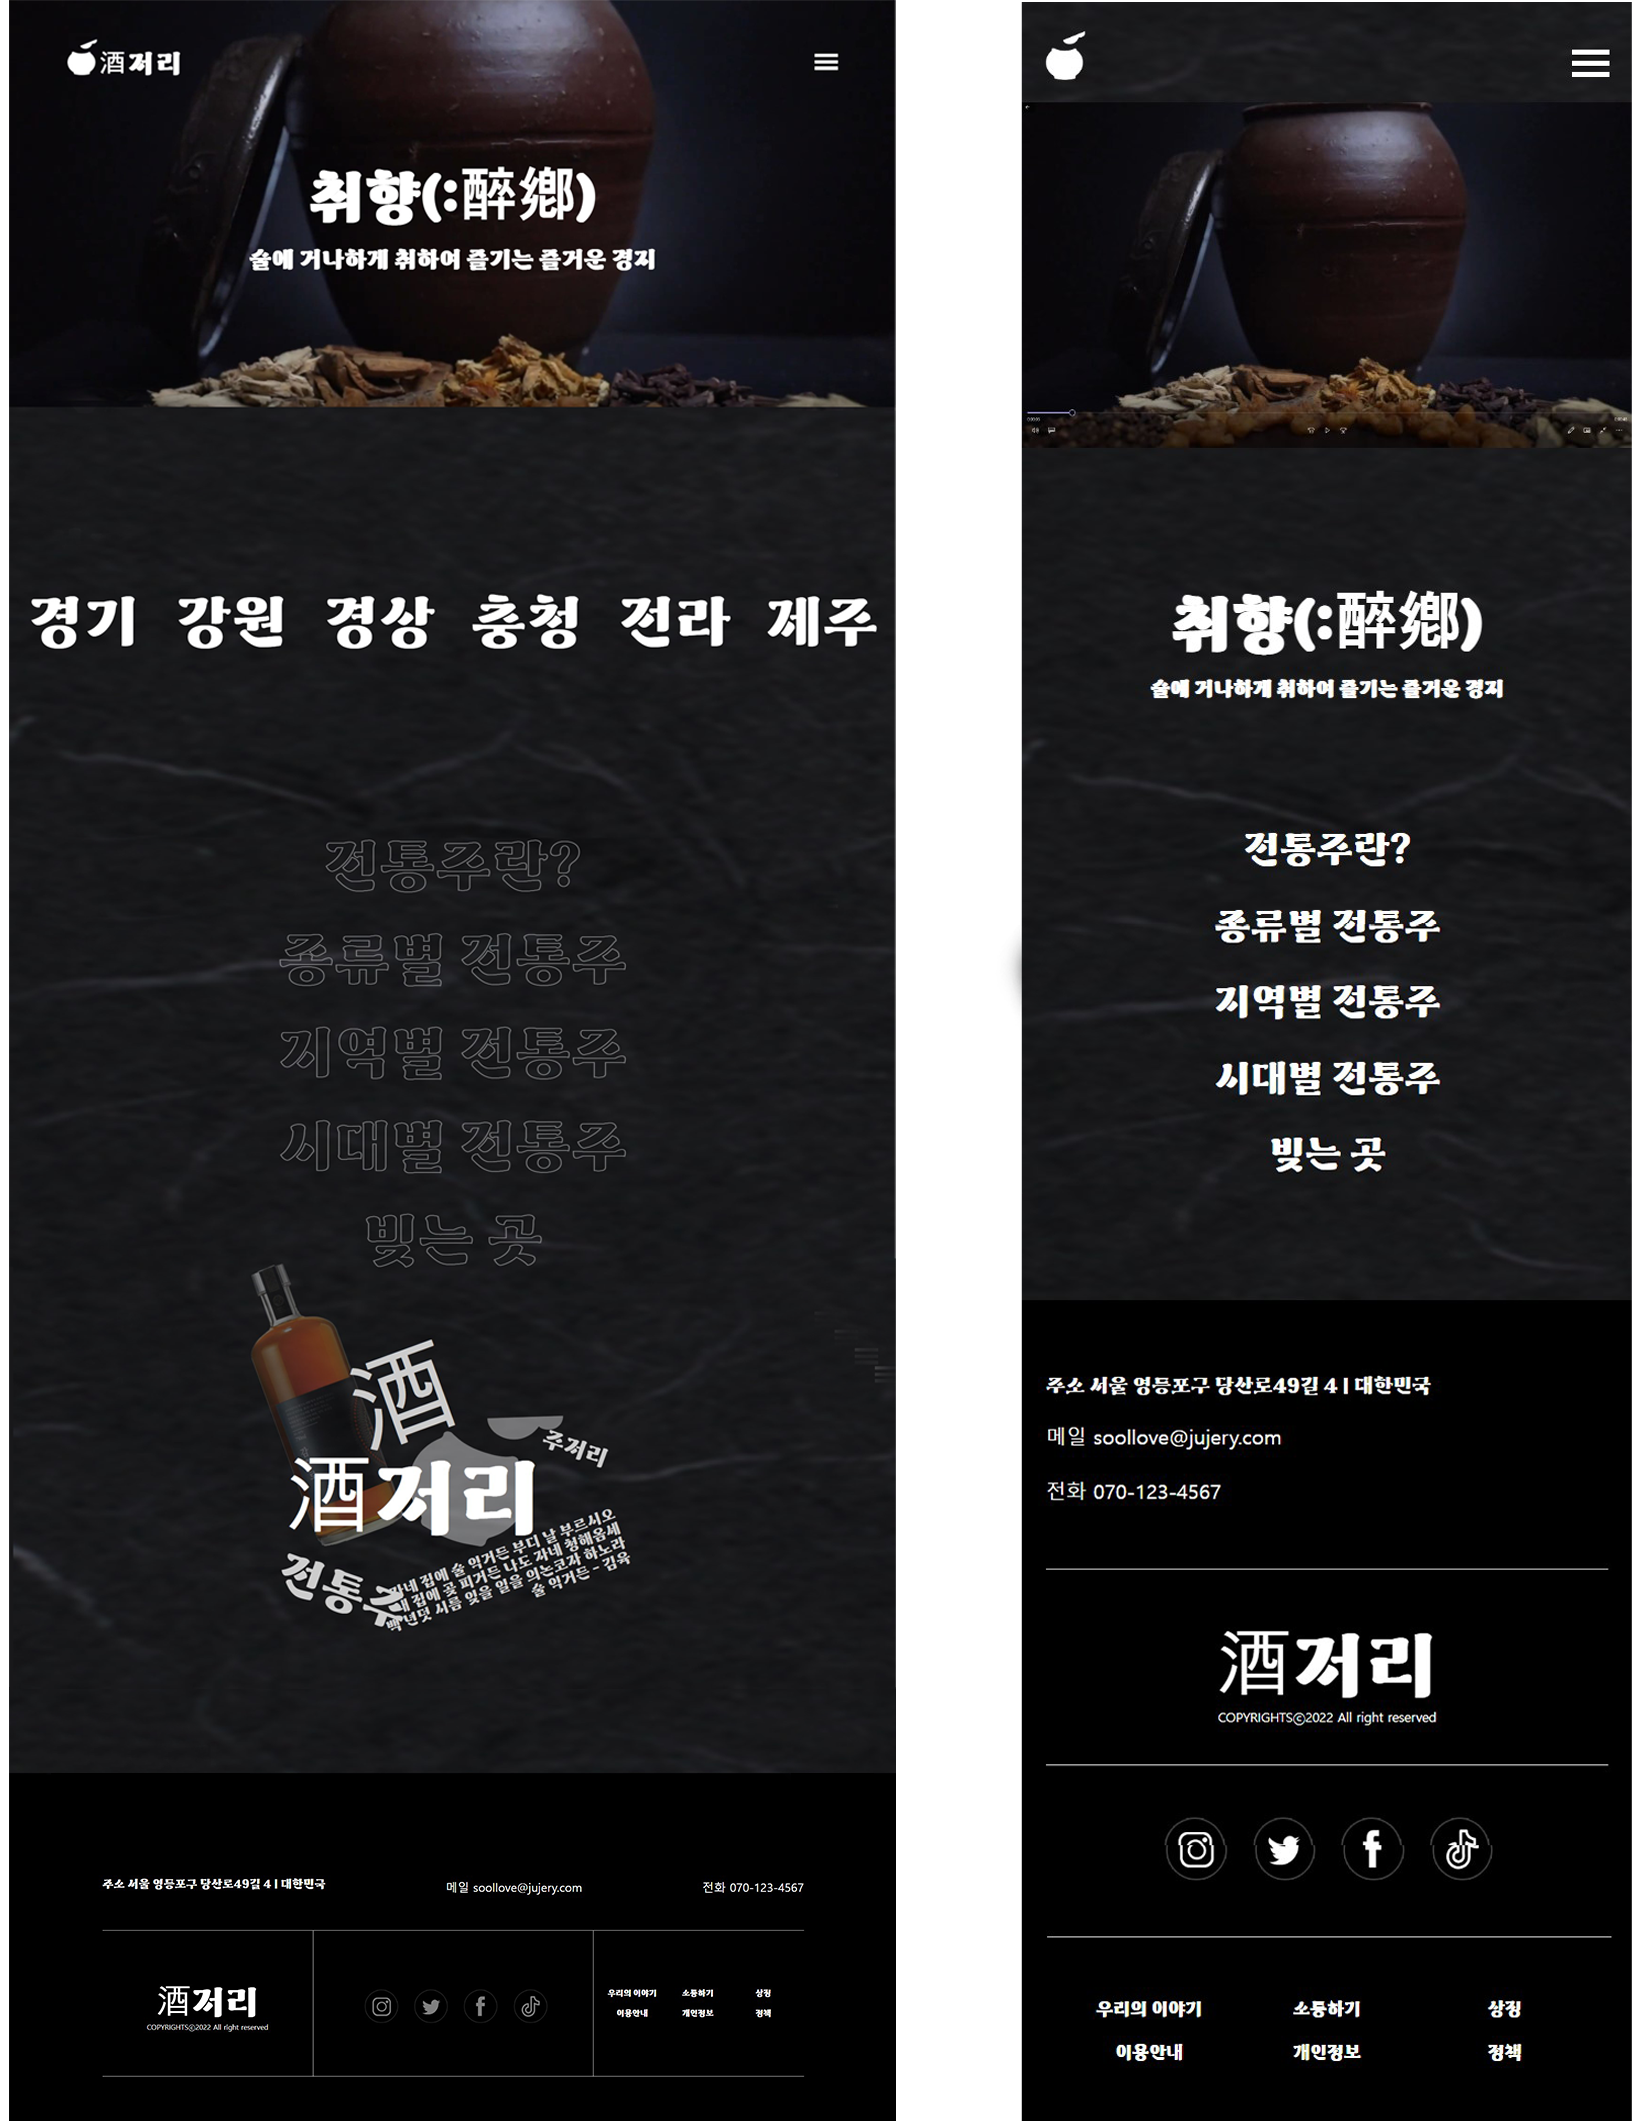 酒저리
취향(:醉鄕)
술에 거나하게 취하여 즐기는 즐거운 경지
경기 강원 경상 충청 전라 제주
전통주란?
종류별 전통주
지역별 전통주
시대별 전통주
빚는 곳
酒
주저리
酒저리
전통주
자네 집에 술 익거든 부디 날 부르시오
내 집에 꽃 피거든 나도 자네 청해옴세
백년덧 시름 잊을 일을 의논코자 하노라
술 익거든 - 김육
주소 서울 영등포구 당산로49길 4 | 대한민국
메일 soollove@jujery.com
전화 070-123-4567
酒저리
COPYRIGHTSⓒ2022 All right reserved
우리의 이야기 소통하기 상징
이용안내 개인정보 정책
취향(:醉鄕)
술에 거나하게 취하여 즐기는 즐거운 경지
전통주란?
종류별 전통주
지역별 전통주
시대별 전통주
빚는 곳
주소 서울 영등포구 당산로49길 4 | 대한민국
메일 soollove@jujery.com
전화 070-123-4567
酒저리
COPYRIGHTSⓒ2022 All right reserved
우리의 이야기 소통하기 상징
이용안내 개인정보 정책